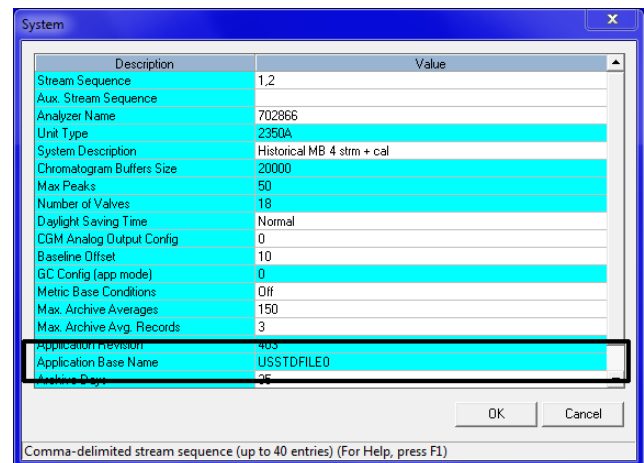 System
x
Description Value
Stream Sequence 1,2
Aux. Stream Sequence
Analyzer Name 702866
Unit Type 2350A
System Description Historical MB 4 strm + cal
Chromatogram Buffers Size 20000
Max Peaks 50
Number of Valves 18
Daylight Saving Time Normal
CGM Analog Output Config 0
Baseline Offset 10
GC Config (app mode) 0
Metric Base Conditions Off
Max. Archive Averages 150
Max. Archive Avg. Records 3
Application Revision 403
Application Base Name USSTDFILE0
Archive Days 35
OK Cancel
Comma-delimited stream sequence (up to 40 entries) (For Help, press F1)